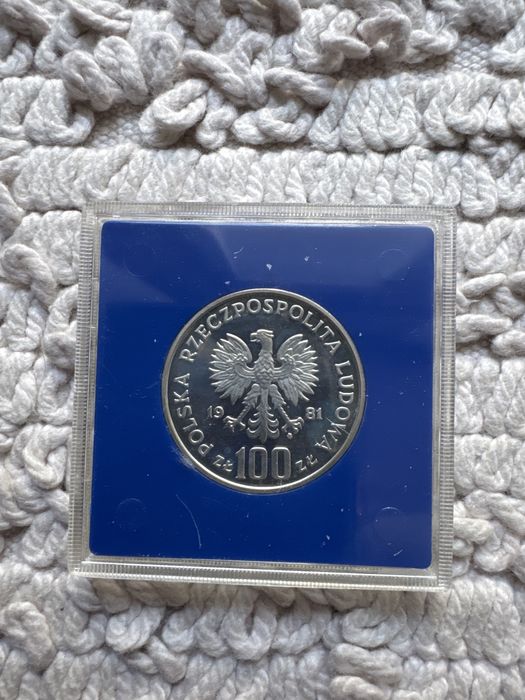 POLSKA RZECZPOSPOLITA LUDOWA
19 81
zł 100 zł